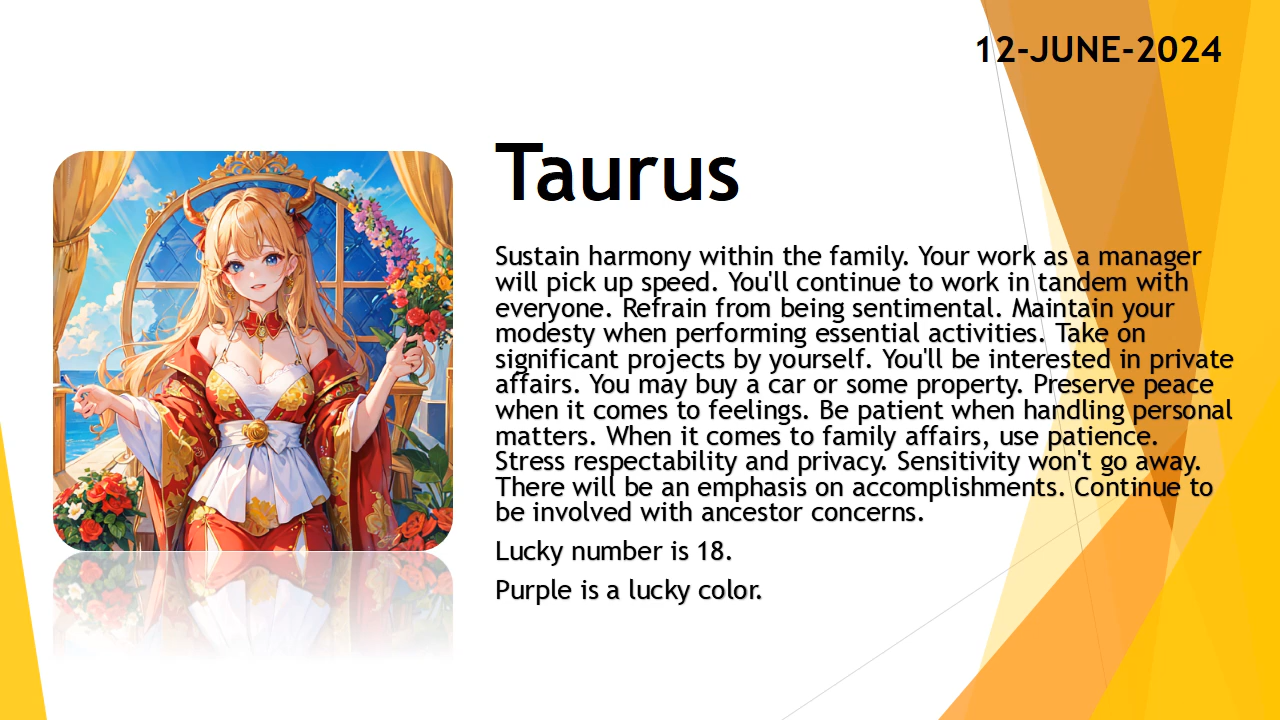 12-JUNE-2024
Taurus
Sustain harmony within the family. Your work as a manager
will pick up speed. You'll continue to work in tandem with
everyone. Refrain from being sentimental. Maintain your
modesty when performing essential activities. Take on
significant projects by yourself. You'll be interested in private
affairs. You may buy a car or some property. Preserve peace
when it comes to feelings. Be patient when handling personal
matters. When it comes to family affairs, use patience.
Stress respectability and privacy. Sensitivity won't go away.
There will be an emphasis on accomplishments. Continue to
be involved with ancestor concerns.
Lucky number is 18.
Purple is a lucky color.